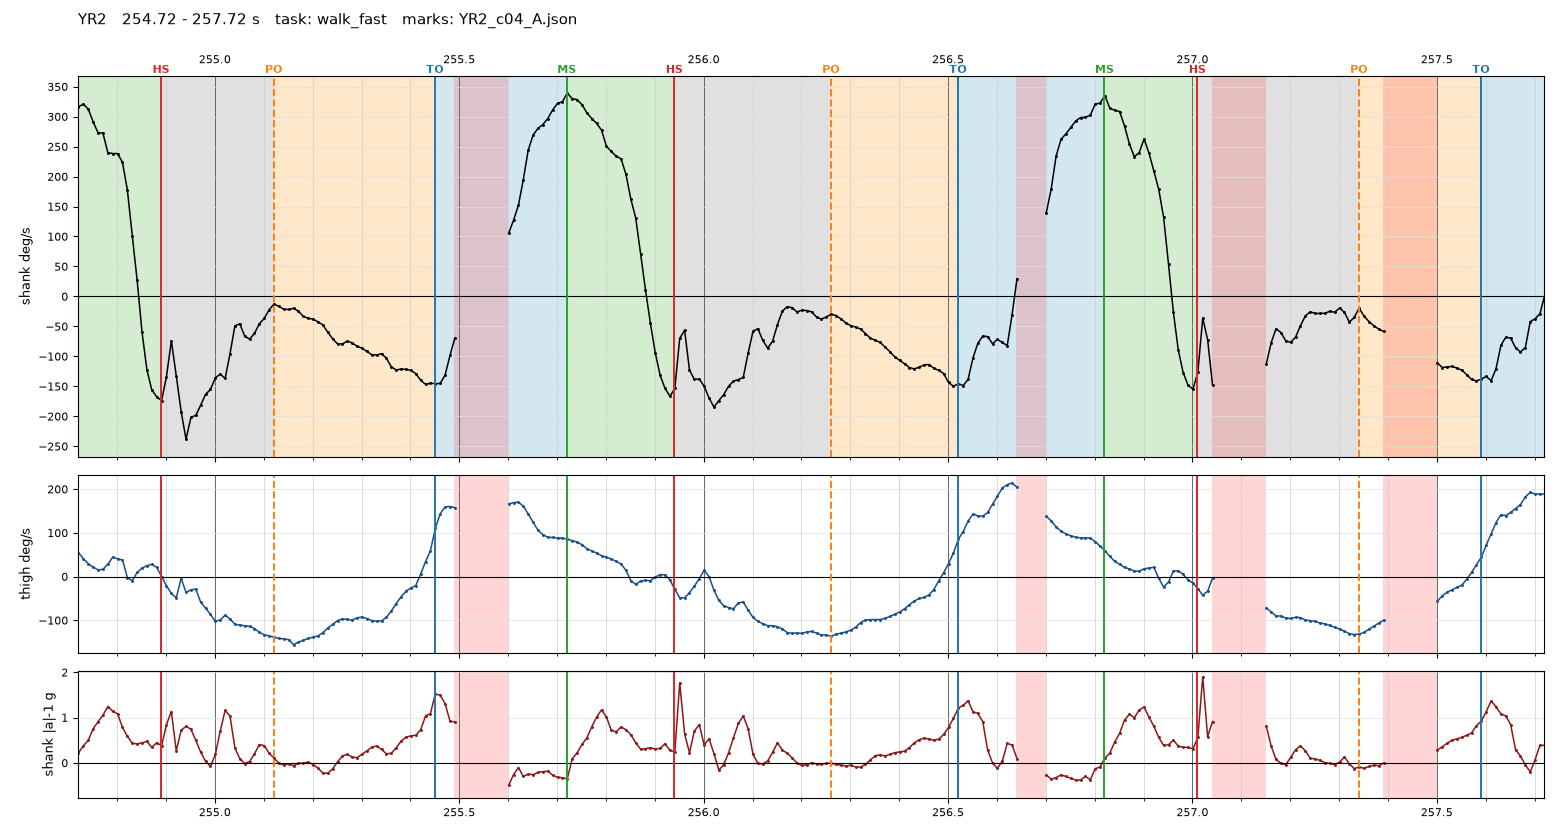 YR2   254.72 - 257.72 s   task: walk_fast   marks: YR2_c04_A.json
255.0 255.5 256.0 256.5 257.0 257.5
HS PO TO MS HS PO TO MS HS PO TO
shank deg/s
350
300
250
200
150
100
50
0
−50
−100
−150
−200
−250
thigh deg/s
200
100
0
−100
shank |a|-1 g
2
1
0
255.0 255.5 256.0 256.5 257.0 257.5